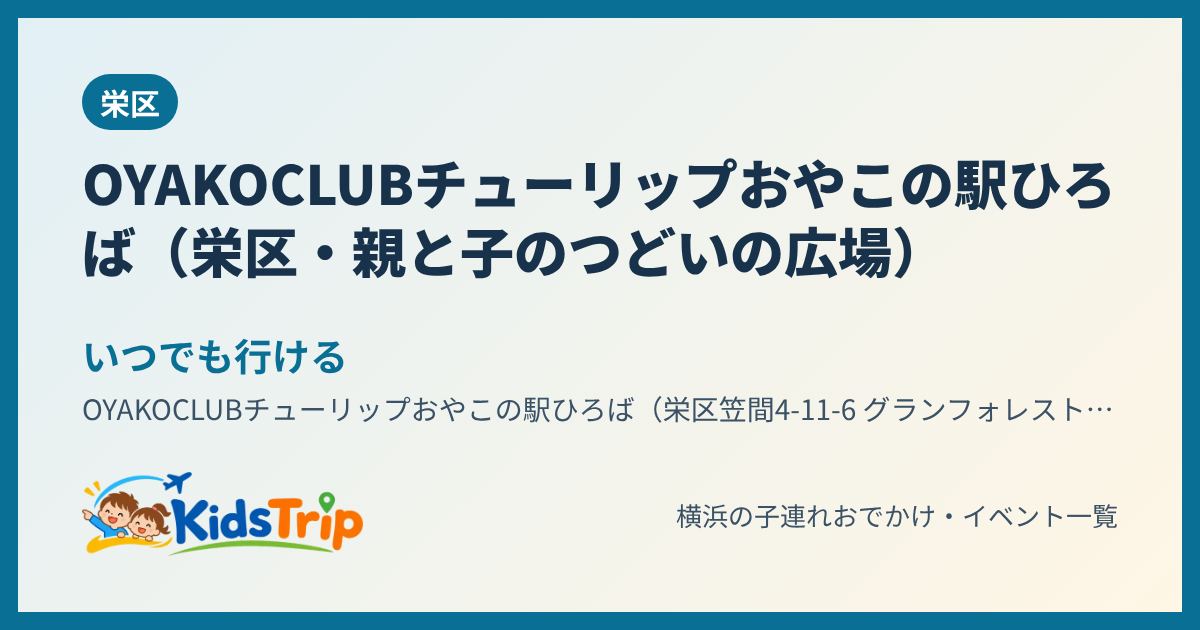 栄区
OYAKOCLUBチューリップおやこの駅ひろ
ば（栄区・親と子のつどいの広場）
いつでも行ける
OYAKOCLUBチューリップおやこの駅ひろば（栄区笠間4-11-6 グランフォレスト…
KidsTrip
横浜の子連れおでかけ・イベント一覧